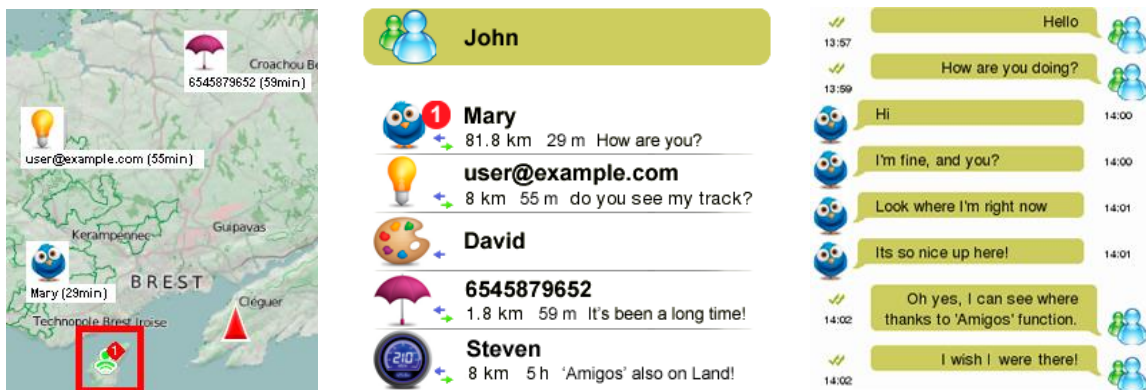 Croachou Be
6545879652 (59min)
user@example.com (55min)
Kerampennec
Guipavas
Mary (29min)
BREST
Cléguer
Technopole Brest Iroise
1
John
1
Mary
81.8 km 29 m How are you?
user@example.com
8 km 55 m do you see my track?
David
6545879652
1.8 km 59 m It's been a long time!
210
Steven
8 km 5 h 'Amigos' also on Land!
Hello
13:57
How are you doing?
13:59
Hi
14:00
I'm fine, and you?
14:00
Look where I'm right now
14:01
Its so nice up here!
14:01
Oh yes, I can see where
14:02
thanks to 'Amigos' function.
I wish I were there!
14:02